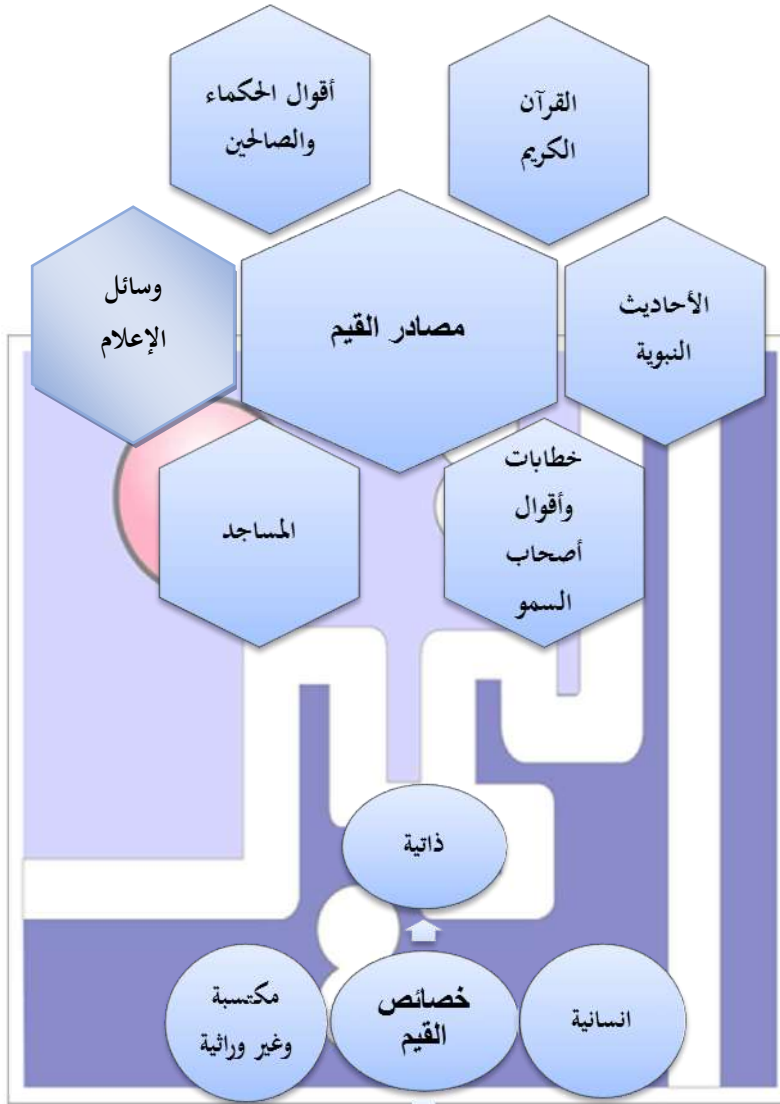 القرآن
الكريم
أقوال الحكماء
والصالحين
الأحاديث
النبوية
مصادر القيم
وسائل
الإعلام
خطابات
وأقوال
أصحاب
السمو
المساجد
ذاتية
انسانية
خصائص
القيم
مكتسبة
وغير وراثية